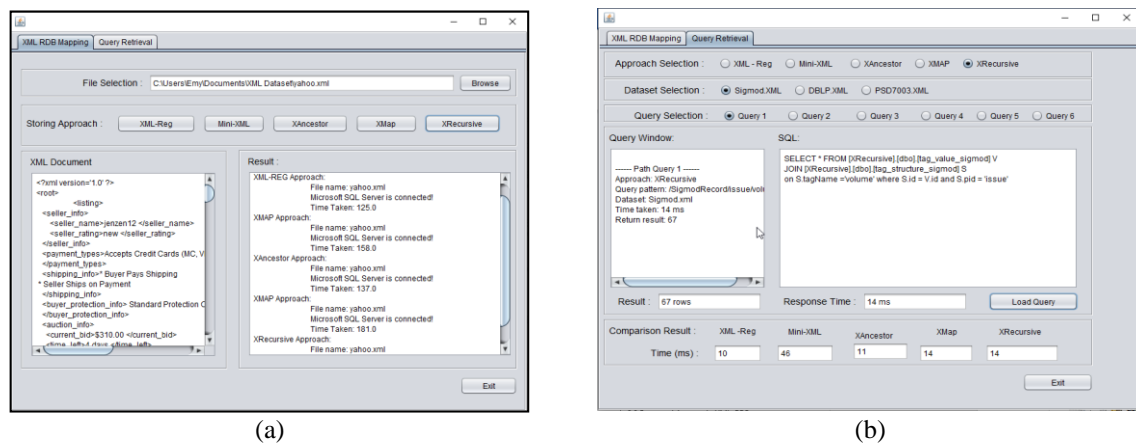 XML RDB Mapping Query Retrieval
File Selection : C:\Users\Emy\Documents\XML Dataset\yahoo.xml Browse
Storing Approach : XML-Reg Mini-XML XAncestor XMap XRecursive
XML Document
<?xml version='1.0' ?>
<root>
<listing>
<seller_info>
<seller_name>jenzen12 </seller_name>
<seller_rating>new </seller_rating>
</seller_info>
<payment_types>Accepts Credit Cards (MC, V
</payment_types>
<shipping_info>* Buyer Pays Shipping
* Seller Ships on Payment
</shipping_info>
<buyer_protection_info> Standard Protection C
</buyer_protection_info>
<auction_info>
<current_bid>$310.00 </current_bid>
<time_left>4 days </time_left>
Result :
XML-REG Approach:
File name: yahoo.xml
Microsoft SQL Server is connected!
Time Taken: 125.0
XMAP Approach:
File name: yahoo.xml
Microsoft SQL Server is connected!
Time Taken: 158.0
XAncestor Approach:
File name: yahoo.xml
Microsoft SQL Server is connected!
Time Taken: 137.0
XMAP Approach:
File name: yahoo.xml
Microsoft SQL Server is connected!
Time Taken: 181.0
XRecursive Approach:
File name: yahoo.xml
Exit
(a)
XML RDB Mapping Query Retrieval
Approach Selection : XML - Reg Mini-XML XAncestor XMAP XRecursive
Dataset Selection : Sigmod.XML DBLP.XML PSD7003.XML
Query Selection : Query 1 Query 2 Query 3 Query 4 Query 5 Query 6
Query Window:
------ Path Query 1 ------
Approach: XRecursive
Query pattern: /SigmodRecord/issue/volu
Dataset: Sigmod.xml
Time taken: 14 ms
Return result: 67
SQL:
SELECT * FROM [XRecursive].[dbo].[tag_value_sigmod] V
JOIN [XRecursive].[dbo].[tag_structure_sigmod] S
on S.tagName ='volume' where S.id = V.id and S.pid = 'issue'
Result : 67 rows Response Time : 14 ms Load Query
Comparison Result : XML -Reg Mini-XML XAncestor XMap XRecursive
Time (ms) : 10 46 11 14 14
Exit
(b)